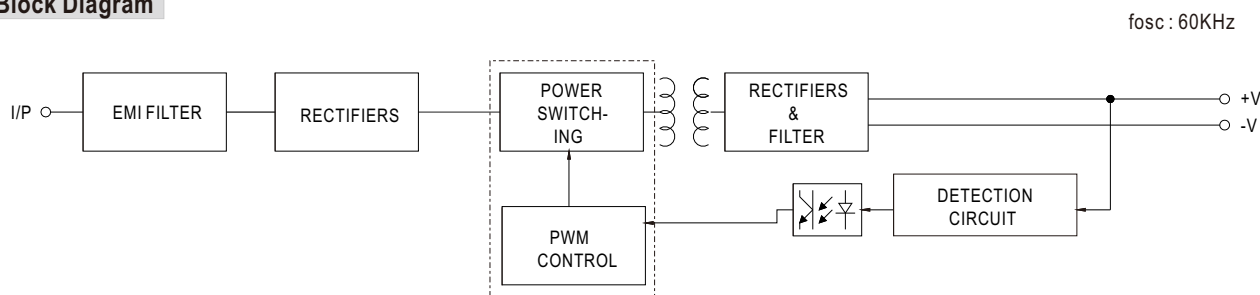 Block Diagram
fosc : 60KHz
I/P
EMI FILTER
RECTIFIERS
POWER
SWITCH-
ING
RECTIFIERS
&
FILTER
+V
-V
DETECTION
CIRCUIT
PWM
CONTROL